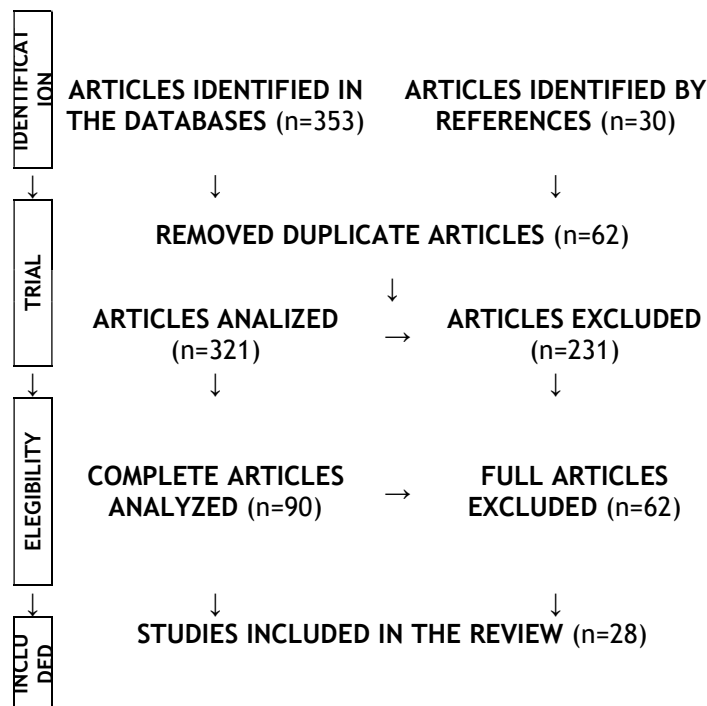 IDENTIFICAT
ION
ARTICLES IDENTIFIED IN
THE DATABASES (n=353)
ARTICLES IDENTIFIED BY
REFERENCES (n=30)
↓ ↓ ↓
TRIAL
REMOVED DUPLICATE ARTICLES (n=62)
↓
ARTICLES ANALIZED
(n=321)
→
ARTICLES EXCLUDED
(n=231)
↓ ↓ ↓
ELEGIBILITY
COMPLETE ARTICLES
ANALYZED (n=90)
→
FULL ARTICLES
EXCLUDED (n=62)
↓ ↓ ↓
INCLU
DED
STUDIES INCLUDED IN THE REVIEW (n=28)